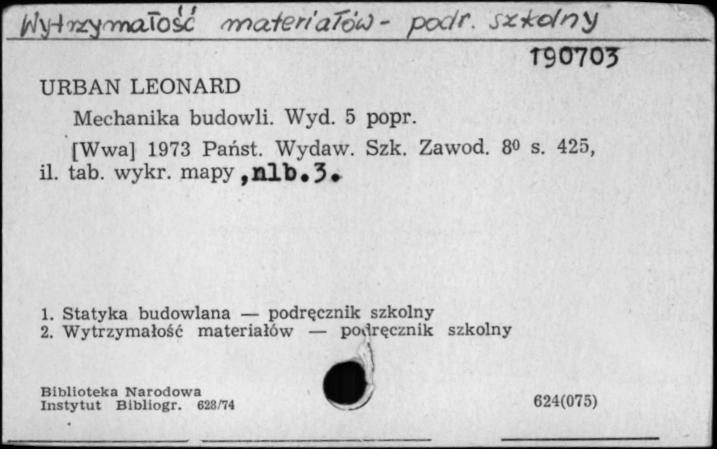 Wytrzymałość materiałów - podr. szkolny
190703
URBAN LEONARD
Mechanika budowli. Wyd. 5 popr.
[Wwa] 1973 Państ. Wydaw. Szk. Zawod. 8⁰ s. 425,
il. tab. wykr. mapy ,nlb.3.
1. Statyka budowlana — podręcznik szkolny
2. Wytrzymałość materiałów — podręcznik szkolny
Biblioteka Narodowa
Instytut Bibliogr. 628/74
624(075)